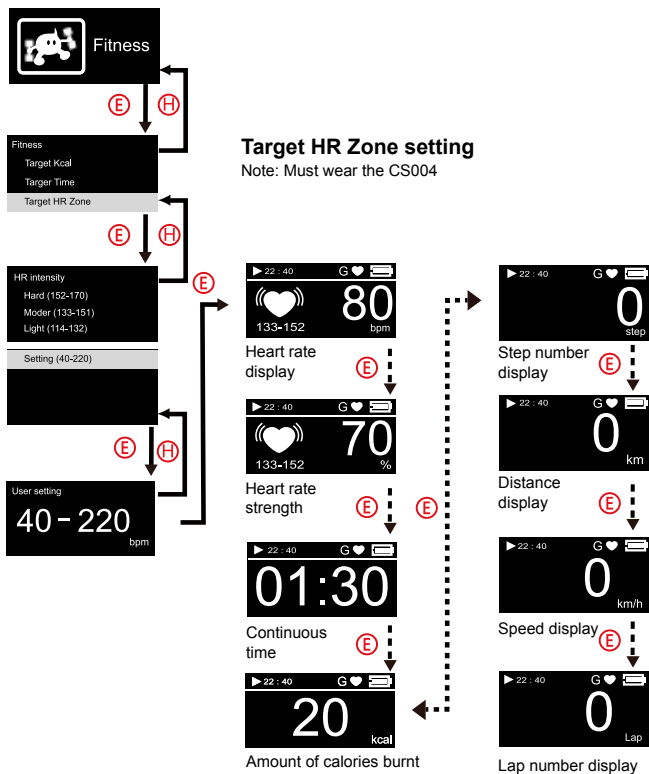 Fitness
E H
Fitness
Target Kcal
Targer Time
Target HR Zone
E H
HR intensity
Hard (152-170)
Moder (133-151)
Light (114-132)
Setting (40-220)
E H
User setting
40-220
bpm
Target HR Zone setting
Note: Must wear the CS004
E
22 : 40 G
80
133-152 bpm
Heart rate
display
E
22 : 40 G
70
133-152 %
Heart rate
strength
E
22 : 40 G
01:30
Continuous
time
E
22 : 40 G
20
kcal
Amount of calories burnt
E
22 : 40 G
0
step
Step number
display
E
22 : 40 G
0
km
Distance
display
E
22 : 40 G
0
km/h
Speed display
E
22 : 40 G
0
Lap
Lap number display